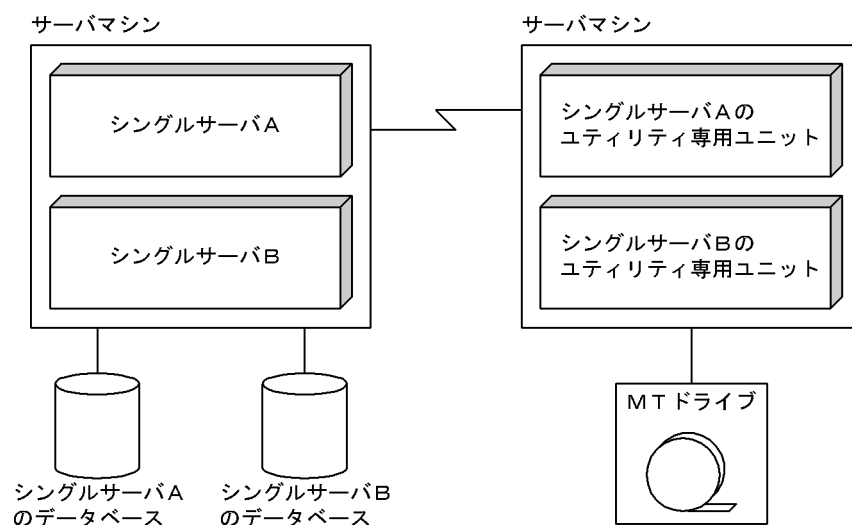 サーバマシン
サーバマシン
シングルサーバA
シングルサーバAの
ユティリティ専用ユニット
シングルサーバB
シングルサーバBの
ユティリティ専用ユニット
MTドライブ
シングルサーバA
のデータベース
シングルサーバB
のデータベース